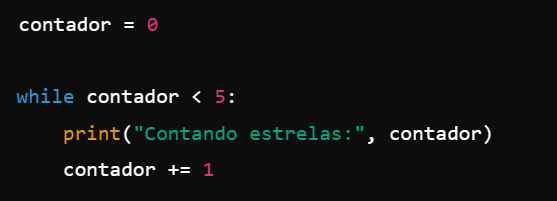 contador = 0
while contador < 5:
    print("Contando estrelas:", contador)
    contador += 1